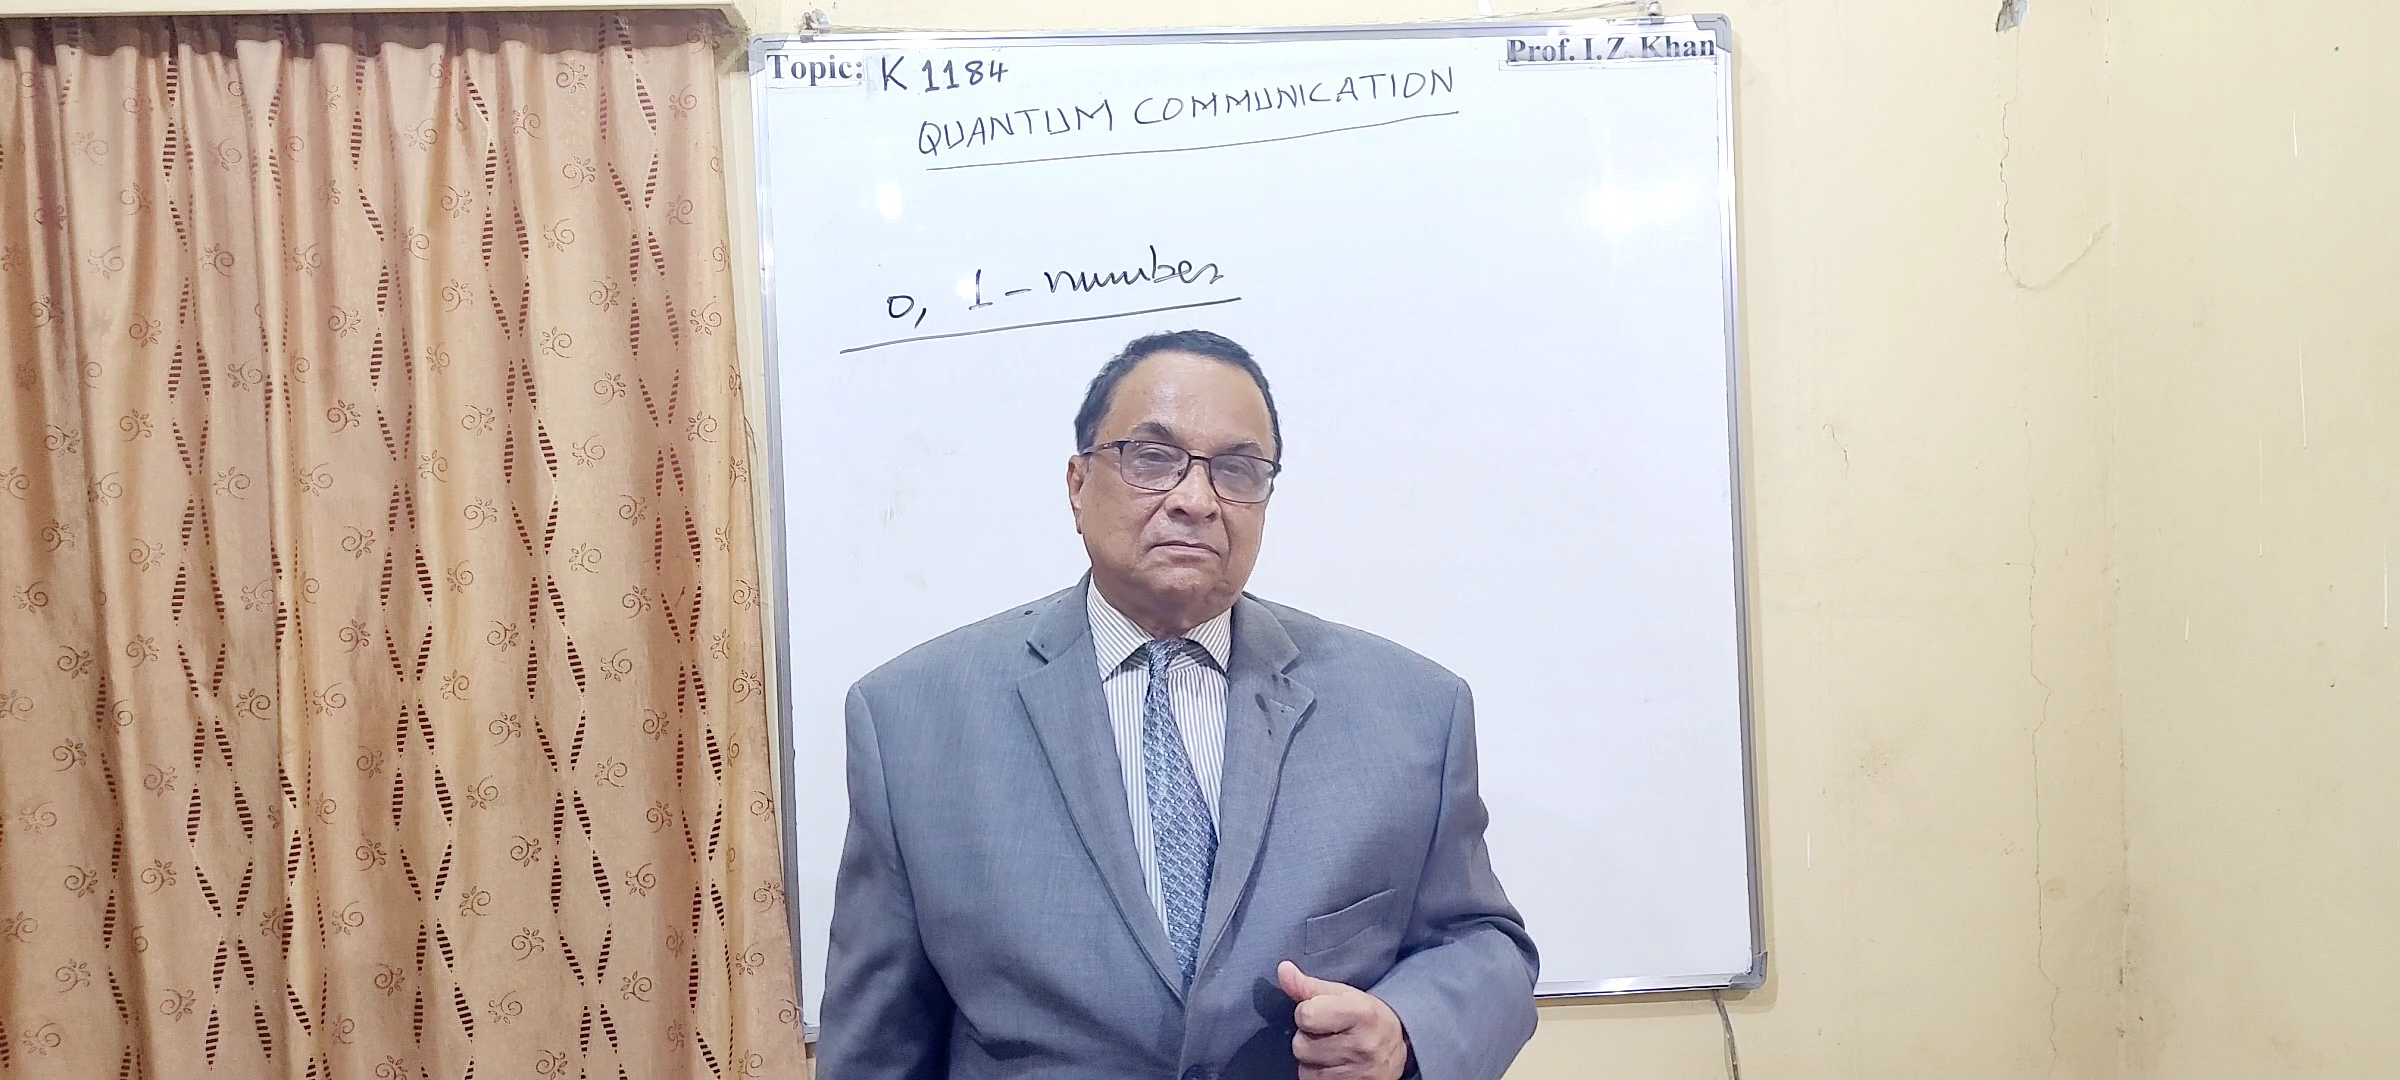 Topic: K 1184
Prof. I. Z. Khan
QUANTUM COMMUNICATION
0, 1 - number